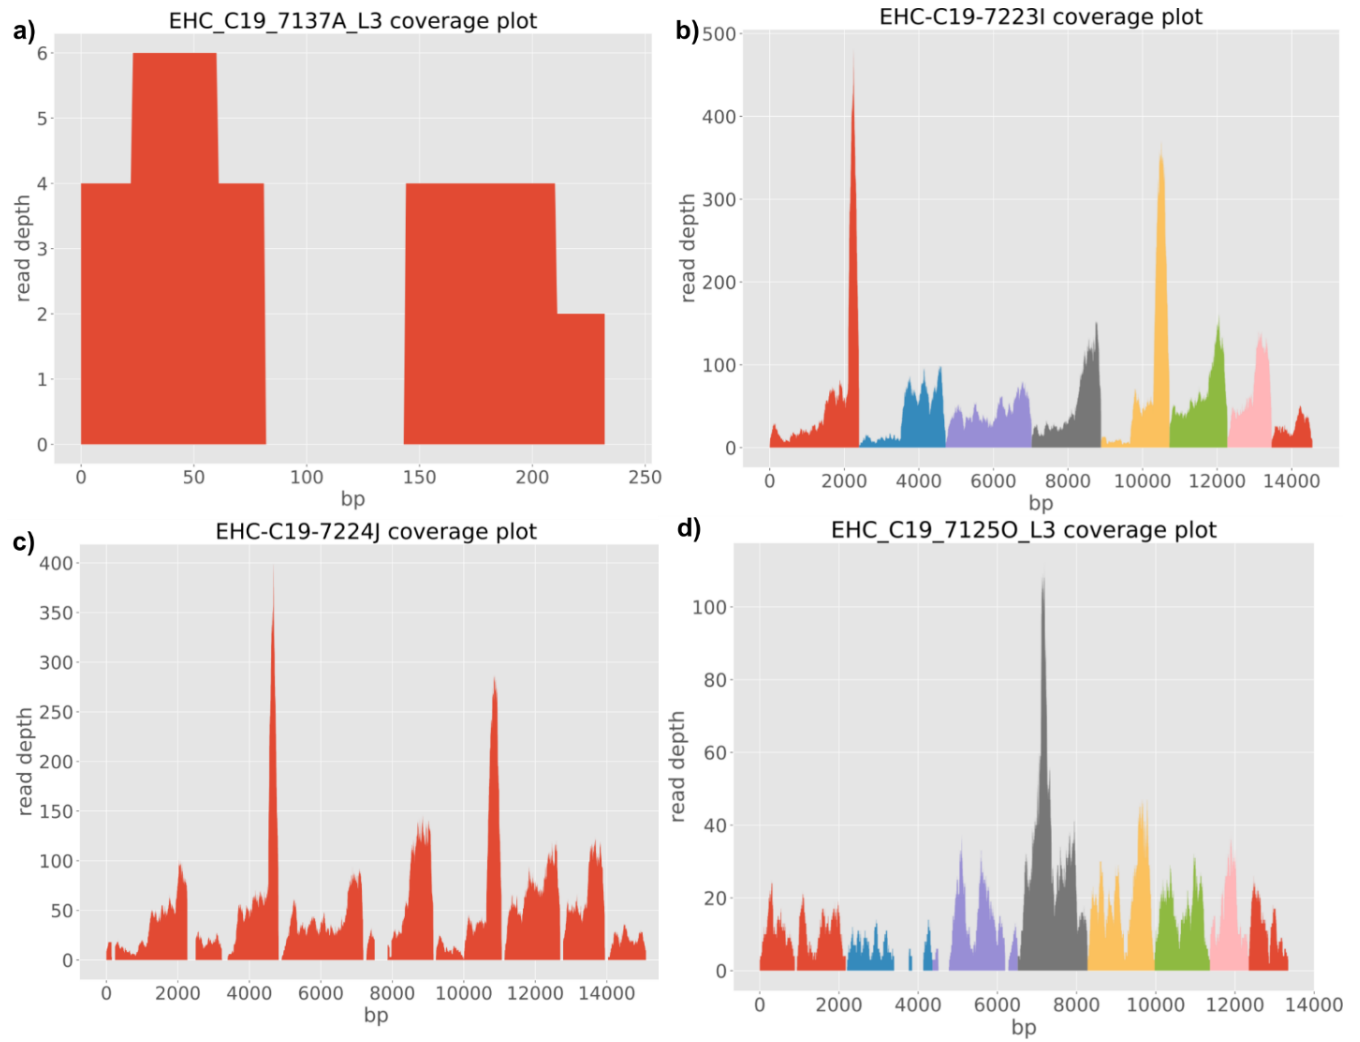 a)
EHC_C19_7137A_L3 coverage plot
6
5
4
3
2
1
0
read depth
0 50 100 150 200 250
bp
b)
EHC-C19-7223I coverage plot
500
400
300
200
100
0
read depth
0 2000 4000 6000 8000 10000 12000 14000
bp
c)
EHC-C19-7224J coverage plot
400
350
300
250
200
150
100
50
0
read depth
0 2000 4000 6000 8000 10000 12000 14000
bp
d)
EHC_C19_7125O_L3 coverage plot
100
80
60
40
20
0
read depth
0 2000 4000 6000 8000 10000 12000 14000
bp